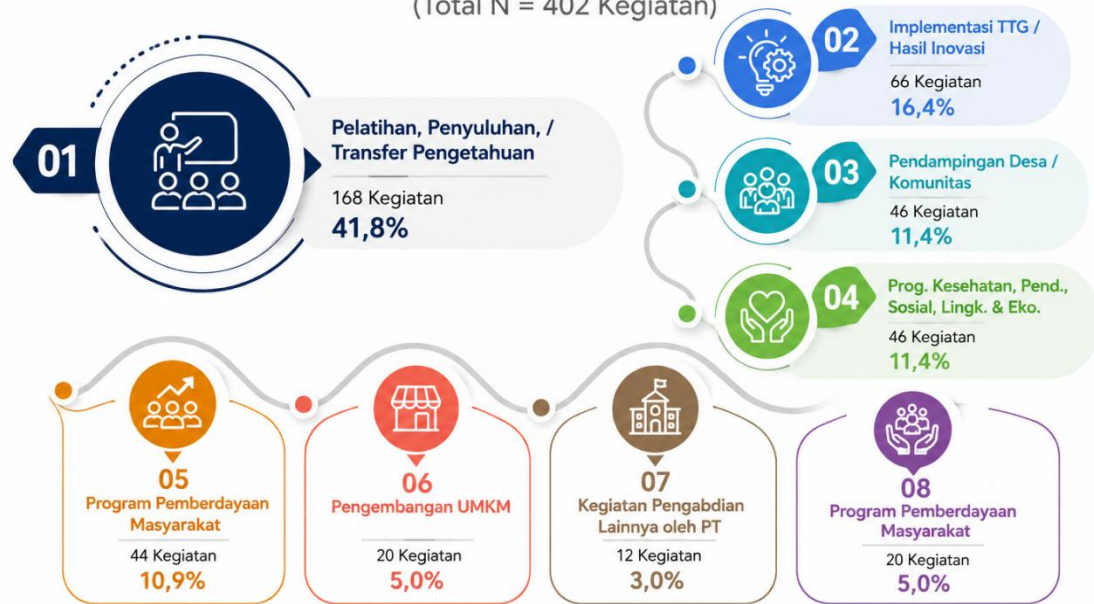 (Total N = 402 Kegiatan)
01
Pelatihan, Penyuluhan, /
Transfer Pengetahuan
168 Kegiatan
41,8%
02
Implementasi TTG /
Hasil Inovasi
66 Kegiatan
16,4%
03
Pendampingan Desa /
Komunitas
46 Kegiatan
11,4%
04
Prog. Kesehatan, Pend.,
Sosial, Lingk. & Eko.
46 Kegiatan
11,4%
05
Program Pemberdayaan
Masyarakat
44 Kegiatan
10,9%
06
Pengembangan UMKM
20 Kegiatan
5,0%
07
Kegiatan Pengabdian
Lainnya oleh PT
12 Kegiatan
3,0%
08
Program Pemberdayaan
Masyarakat
20 Kegiatan
5,0%